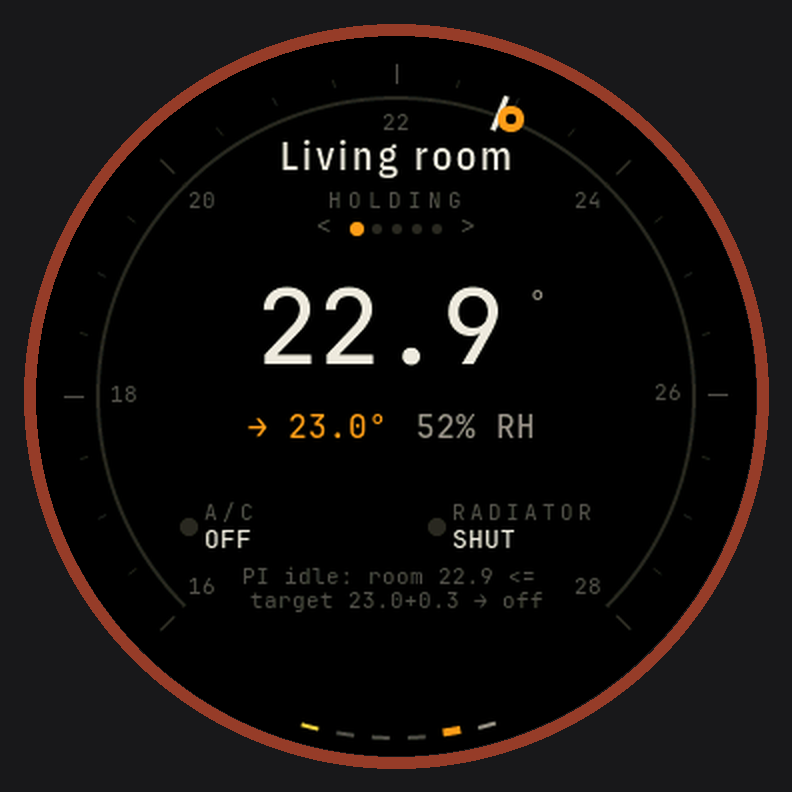 22
Living room
20
HOLDING
24
< >
22.9 °
18
26
→ 23.0° 52% RH
A/C
OFF
RADIATOR
SHUT
16
PI idle: room 22.9 <=
target 23.0+0.3 → off
28